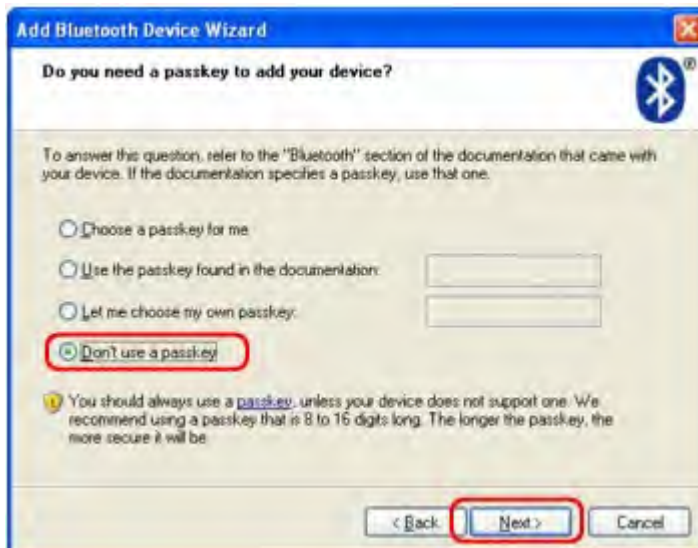 Add Bluetooth Device Wizard
Do you need a passkey to add your device?
®
To answer this question, refer to the "Bluetooth" section of the documentation that came with
your device. If the documentation specifies a passkey, use that one.
Choose a passkey for me
Use the passkey found in the documentation:
Let me choose my own passkey:
Don't use a passkey
You should always use a passkey, unless your device does not support one. We
recommend using a passkey that is 8 to 16 digits long. The longer the passkey, the
more secure it will be.
< Back
Next >
Cancel